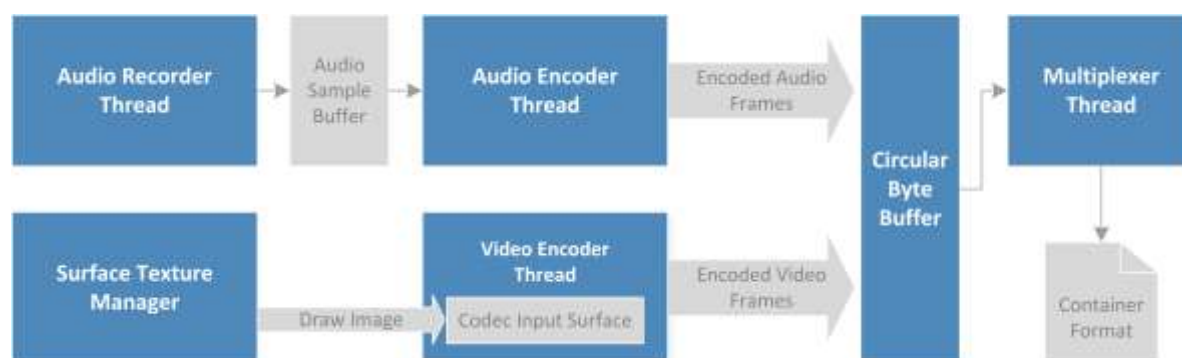 Audio Recorder
Thread
Audio
Sample
Buffer
Audio Encoder
Thread
Encoded Audio
Frames
Circular
Byte
Buffer
Multiplexer
Thread
Surface Texture
Manager
Draw Image
Video Encoder
Thread
Codec Input Surface
Encoded Video
Frames
Container
Format